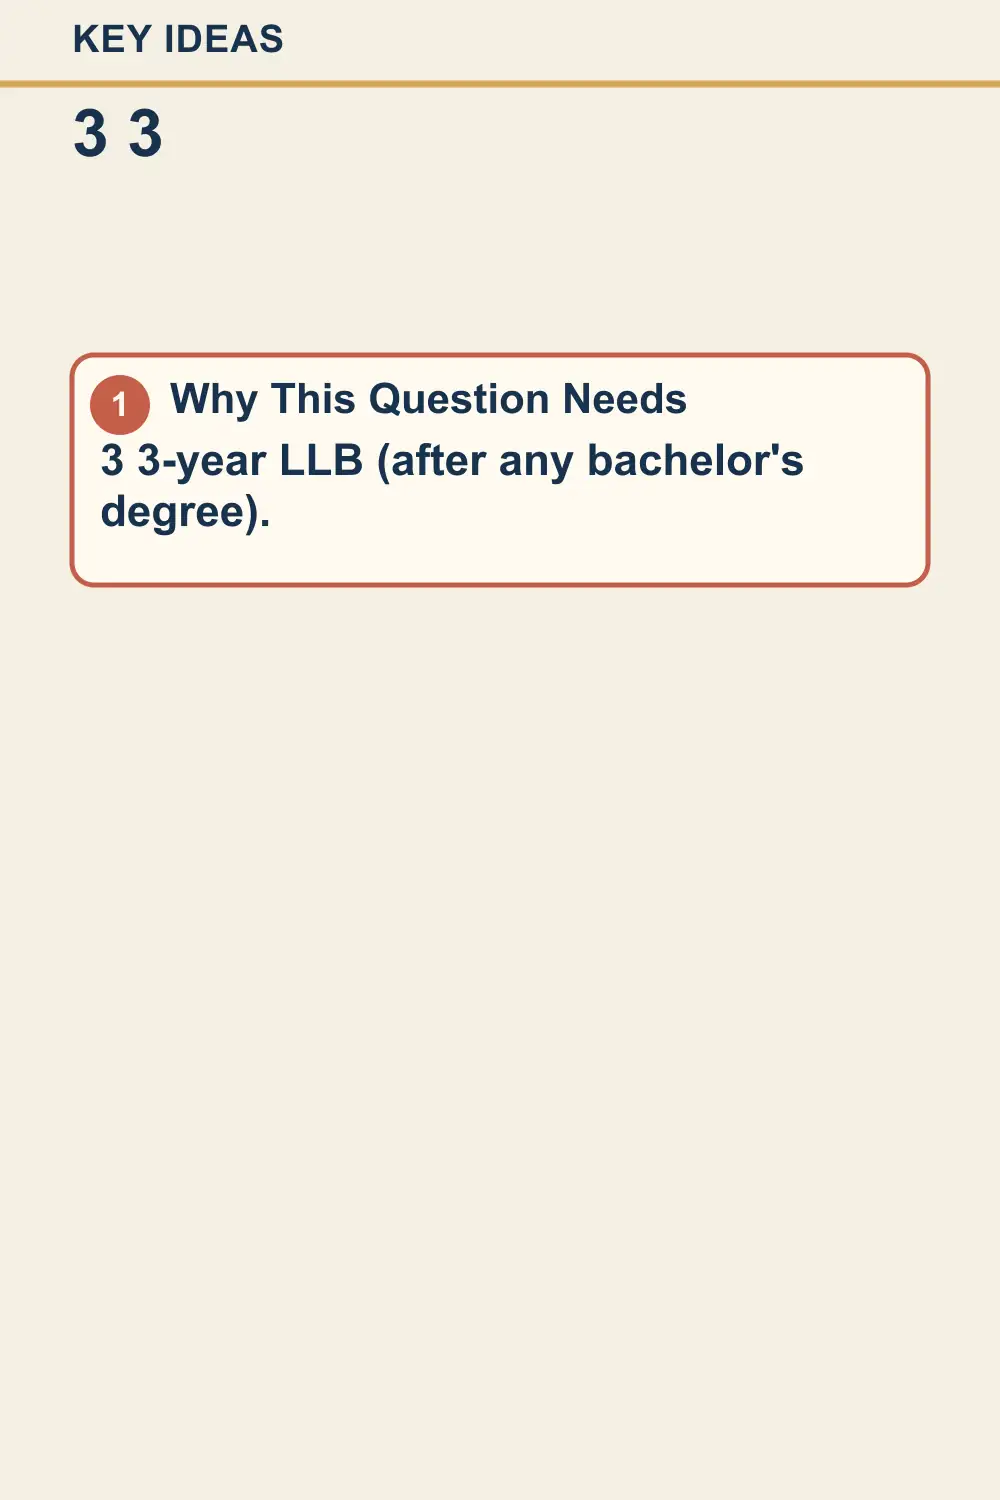 KEY IDEAS
3 3
1
Why This Question Needs
3 3-year LLB (after any bachelor's
degree).